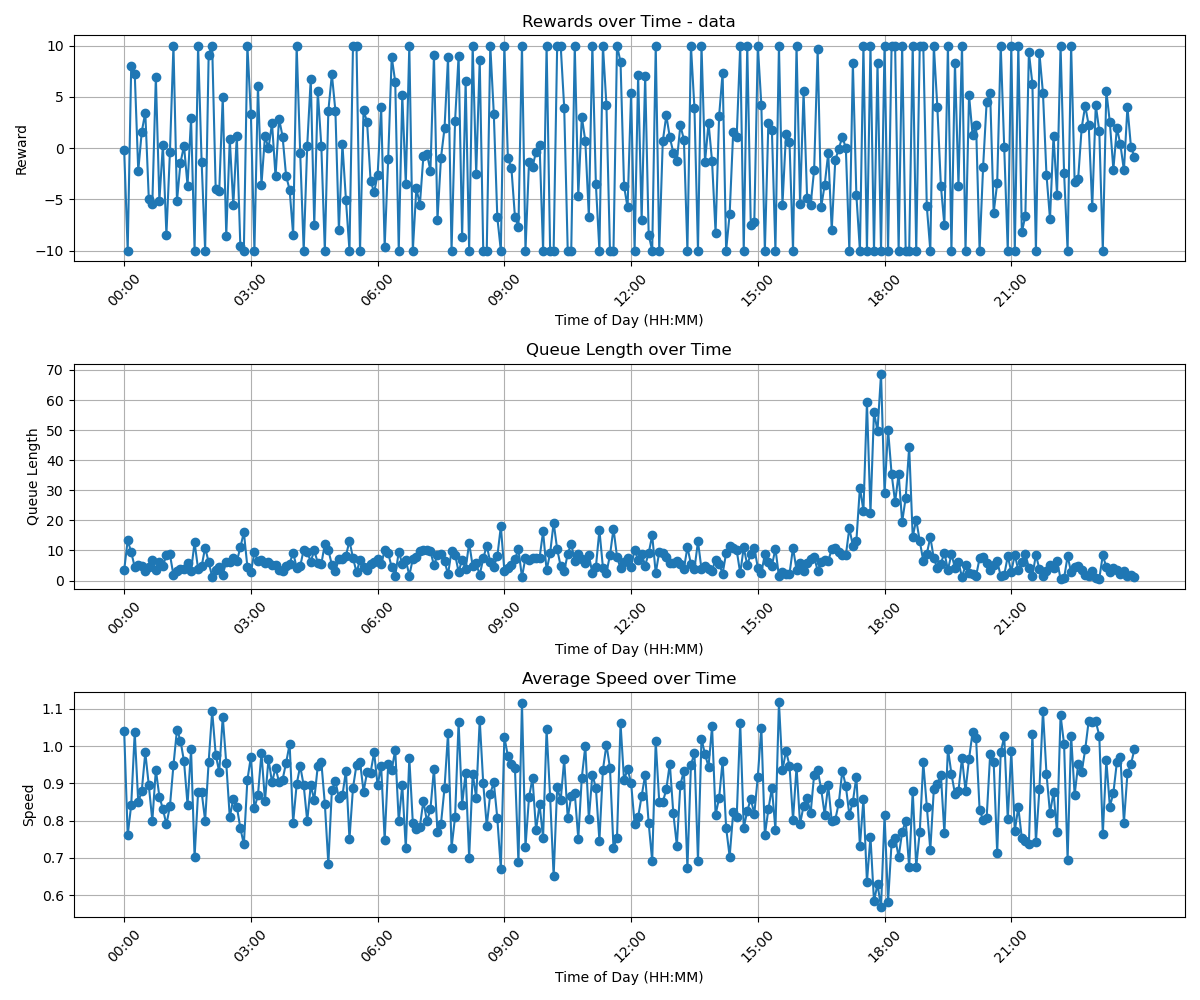 Rewards over Time - data
10
5
0
−5
−10
Reward
00:00 03:00 06:00 09:00 12:00 15:00 18:00 21:00
Time of Day (HH:MM)
Queue Length over Time
70
60
50
40
30
20
10
0
Queue Length
00:00 03:00 06:00 09:00 12:00 15:00 18:00 21:00
Time of Day (HH:MM)
Average Speed over Time
1.1
1.0
0.9
0.8
0.7
0.6
Speed
00:00 03:00 06:00 09:00 12:00 15:00 18:00 21:00
Time of Day (HH:MM)